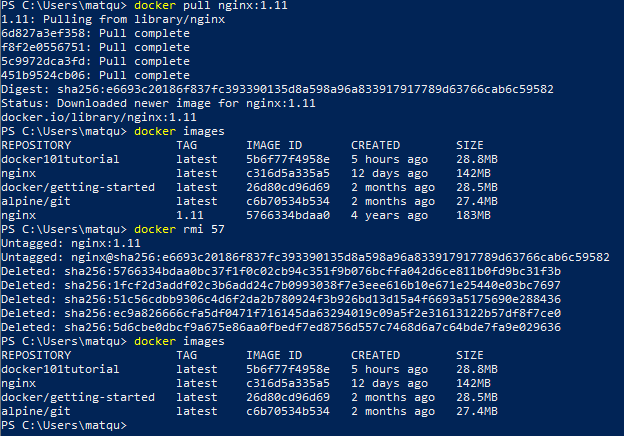 PS C:\Users\matqu> docker pull nginx:1.11
1.11: Pulling from library/nginx
6d827a3ef358: Pull complete
f8f2e0556751: Pull complete
5c9972dca3fd: Pull complete
451b9524cb06: Pull complete
Digest: sha256:e6693c20186f837fc393390135d8a598a96a833917917789d63766cab6c59582
Status: Downloaded newer image for nginx:1.11
docker.io/library/nginx:1.11
PS C:\Users\matqu> docker images
REPOSITORY TAG IMAGE ID CREATED SIZE
docker101tutorial latest 5b6f77f4958e 5 hours ago 28.8MB
nginx latest c316d5a335a5 12 days ago 142MB
docker/getting-started latest 26d80cd96d69 2 months ago 28.5MB
alpine/git latest c6b70534b534 2 months ago 27.4MB
nginx 1.11 5766334bdaa0 4 years ago 183MB
PS C:\Users\matqu> docker rmi 57
Untagged: nginx:1.11
Untagged: nginx@sha256:e6693c20186f837fc393390135d8a598a96a833917917789d63766cab6c59582
Deleted: sha256:5766334bdaa0bc37f1f0c02cb94c351f9b076bcffa042d6ce811b0fd9bc31f3b
Deleted: sha256:1fcf2d3addf02c3b6add24c7b0993038f7e3eee616b10e671e25440e03bc7697
Deleted: sha256:51c56cdbb9306c4d6f2da2b780924f3b926bd13d15a4f6693a5175690e288436
Deleted: sha256:ec9a826666cfa5df0471f716145da63294019c09a5f2e31613122b57df8f7ce0
Deleted: sha256:5d6cbe0dbcf9a675e86aa0fbedf7ed8756d557c7468d6a7c64bde7fa9e029636
PS C:\Users\matqu> docker images
REPOSITORY TAG IMAGE ID CREATED SIZE
docker101tutorial latest 5b6f77f4958e 5 hours ago 28.8MB
nginx latest c316d5a335a5 12 days ago 142MB
docker/getting-started latest 26d80cd96d69 2 months ago 28.5MB
alpine/git latest c6b70534b534 2 months ago 27.4MB
PS C:\Users\matqu>